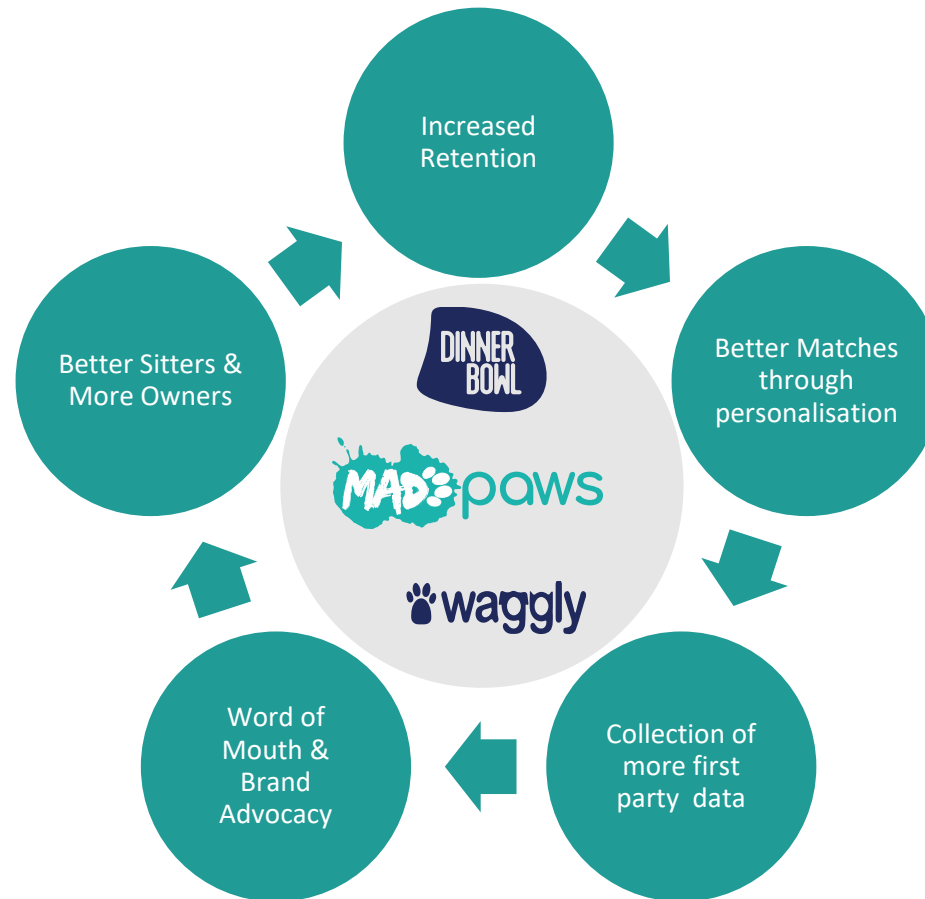 Increased
Retention
Better Matches
through
personalisation
Collection of
more first
party  data
Word of
Mouth &
Brand
Advocacy
Better Sitters &
More Owners
DINNER
BOWL
MAD paws
waggly